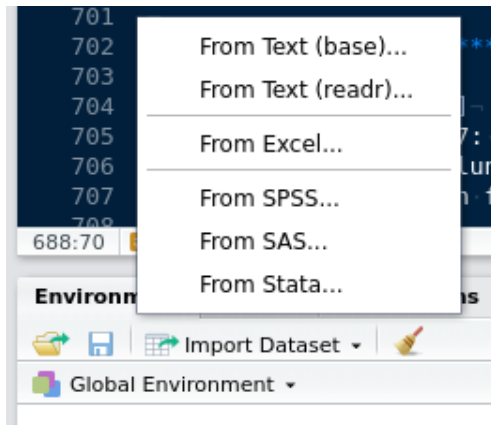 701
702
703
704
705
706
707
708
From Text (base)...
From Text (readr)...
From Excel...
From SPSS...
From SAS...
From Stata...
688:70
Import Dataset
Global Environment